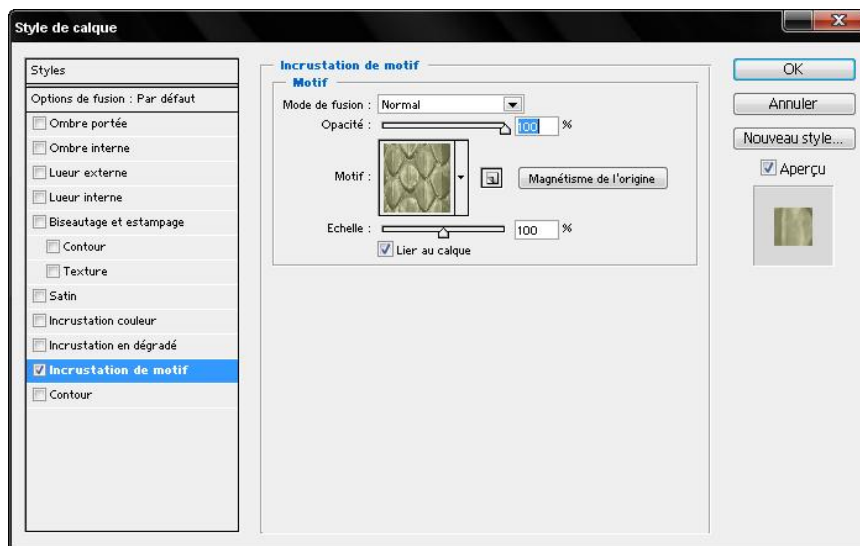 Style de calque
Styles
Options de fusion : Par défaut
Ombre portée
Ombre interne
Lueur externe
Lueur interne
Biseautage et estampage
Contour
Texture
Satin
Incrustation couleur
Incrustation en dégradé
Incrustation de motif
Contour
Incrustation de motif
Motif
Mode de fusion : Normal
Opacité : 100 %
Motif : Magnétisme de l'origine
Echelle : 100 %
Lier au calque
OK
Annuler
Nouveau style...
Aperçu